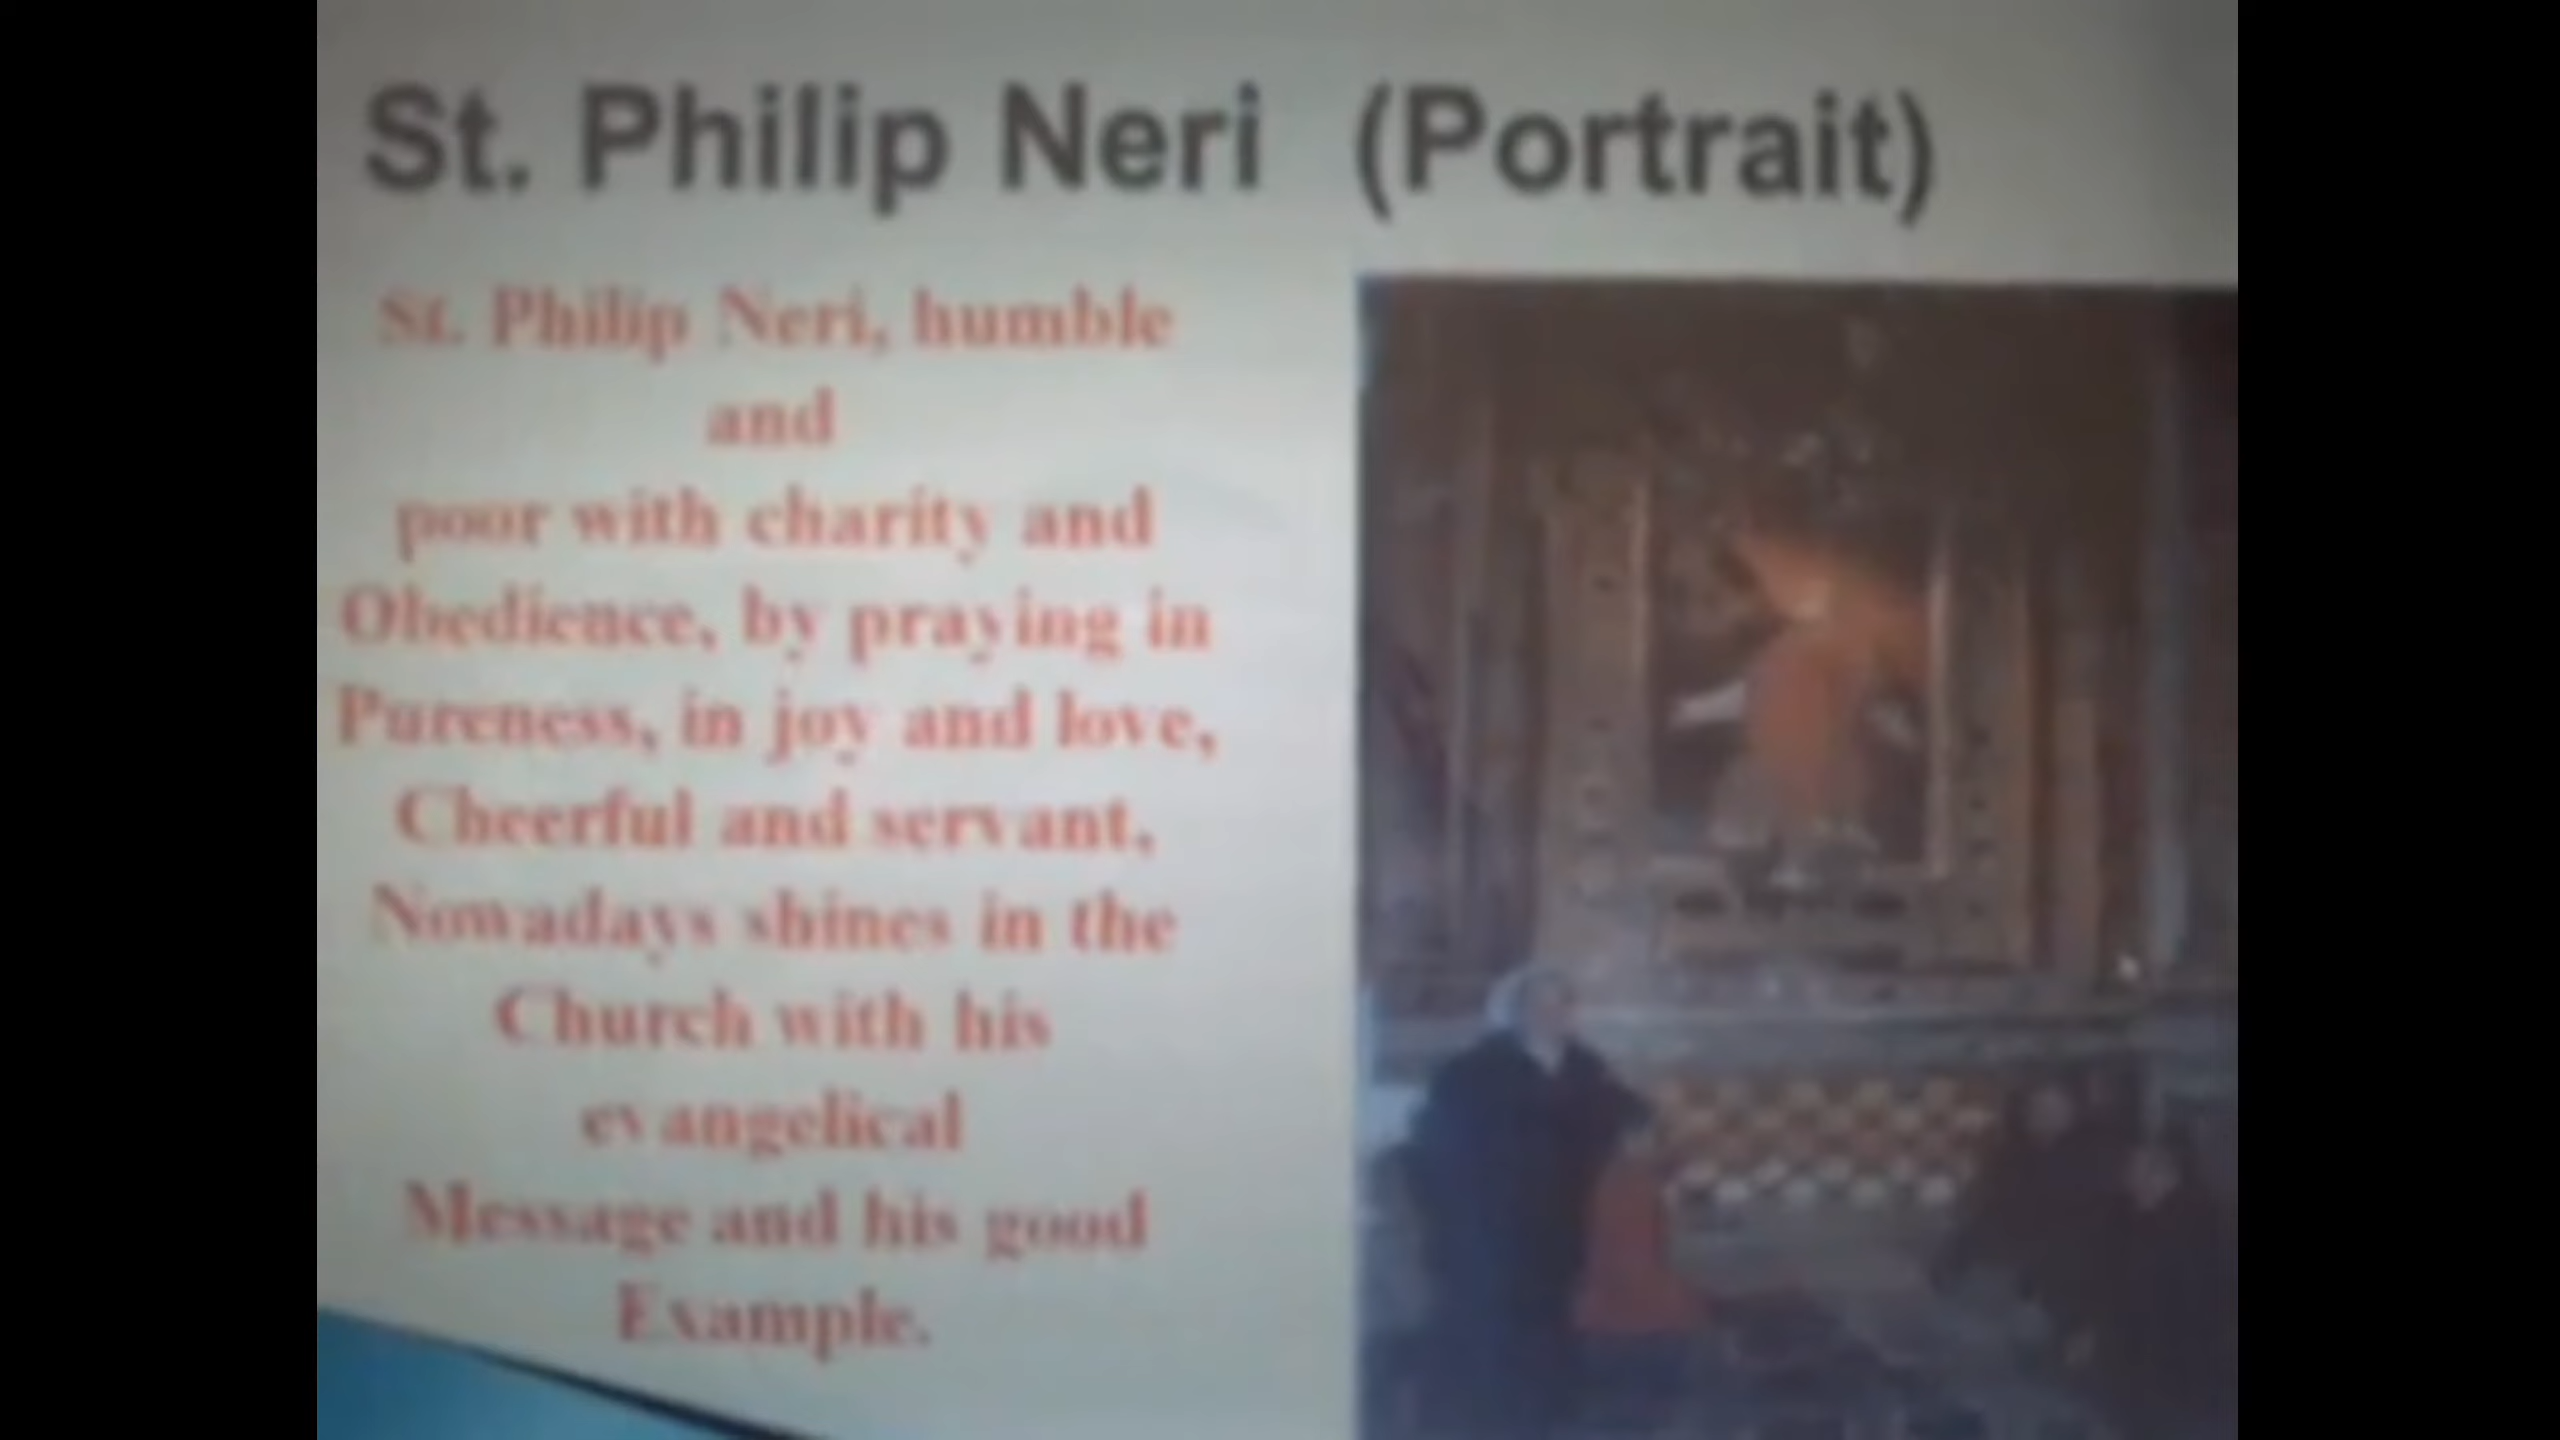 St. Philip Neri (Portrait)
St. Philip Neri, humble
and
poor with charity and
Obedience, by praying in
Pureness, in joy and love,
Cheerful and servant,
Nowadays shines in the
Church with his
evangelical
Message and his good
Example.